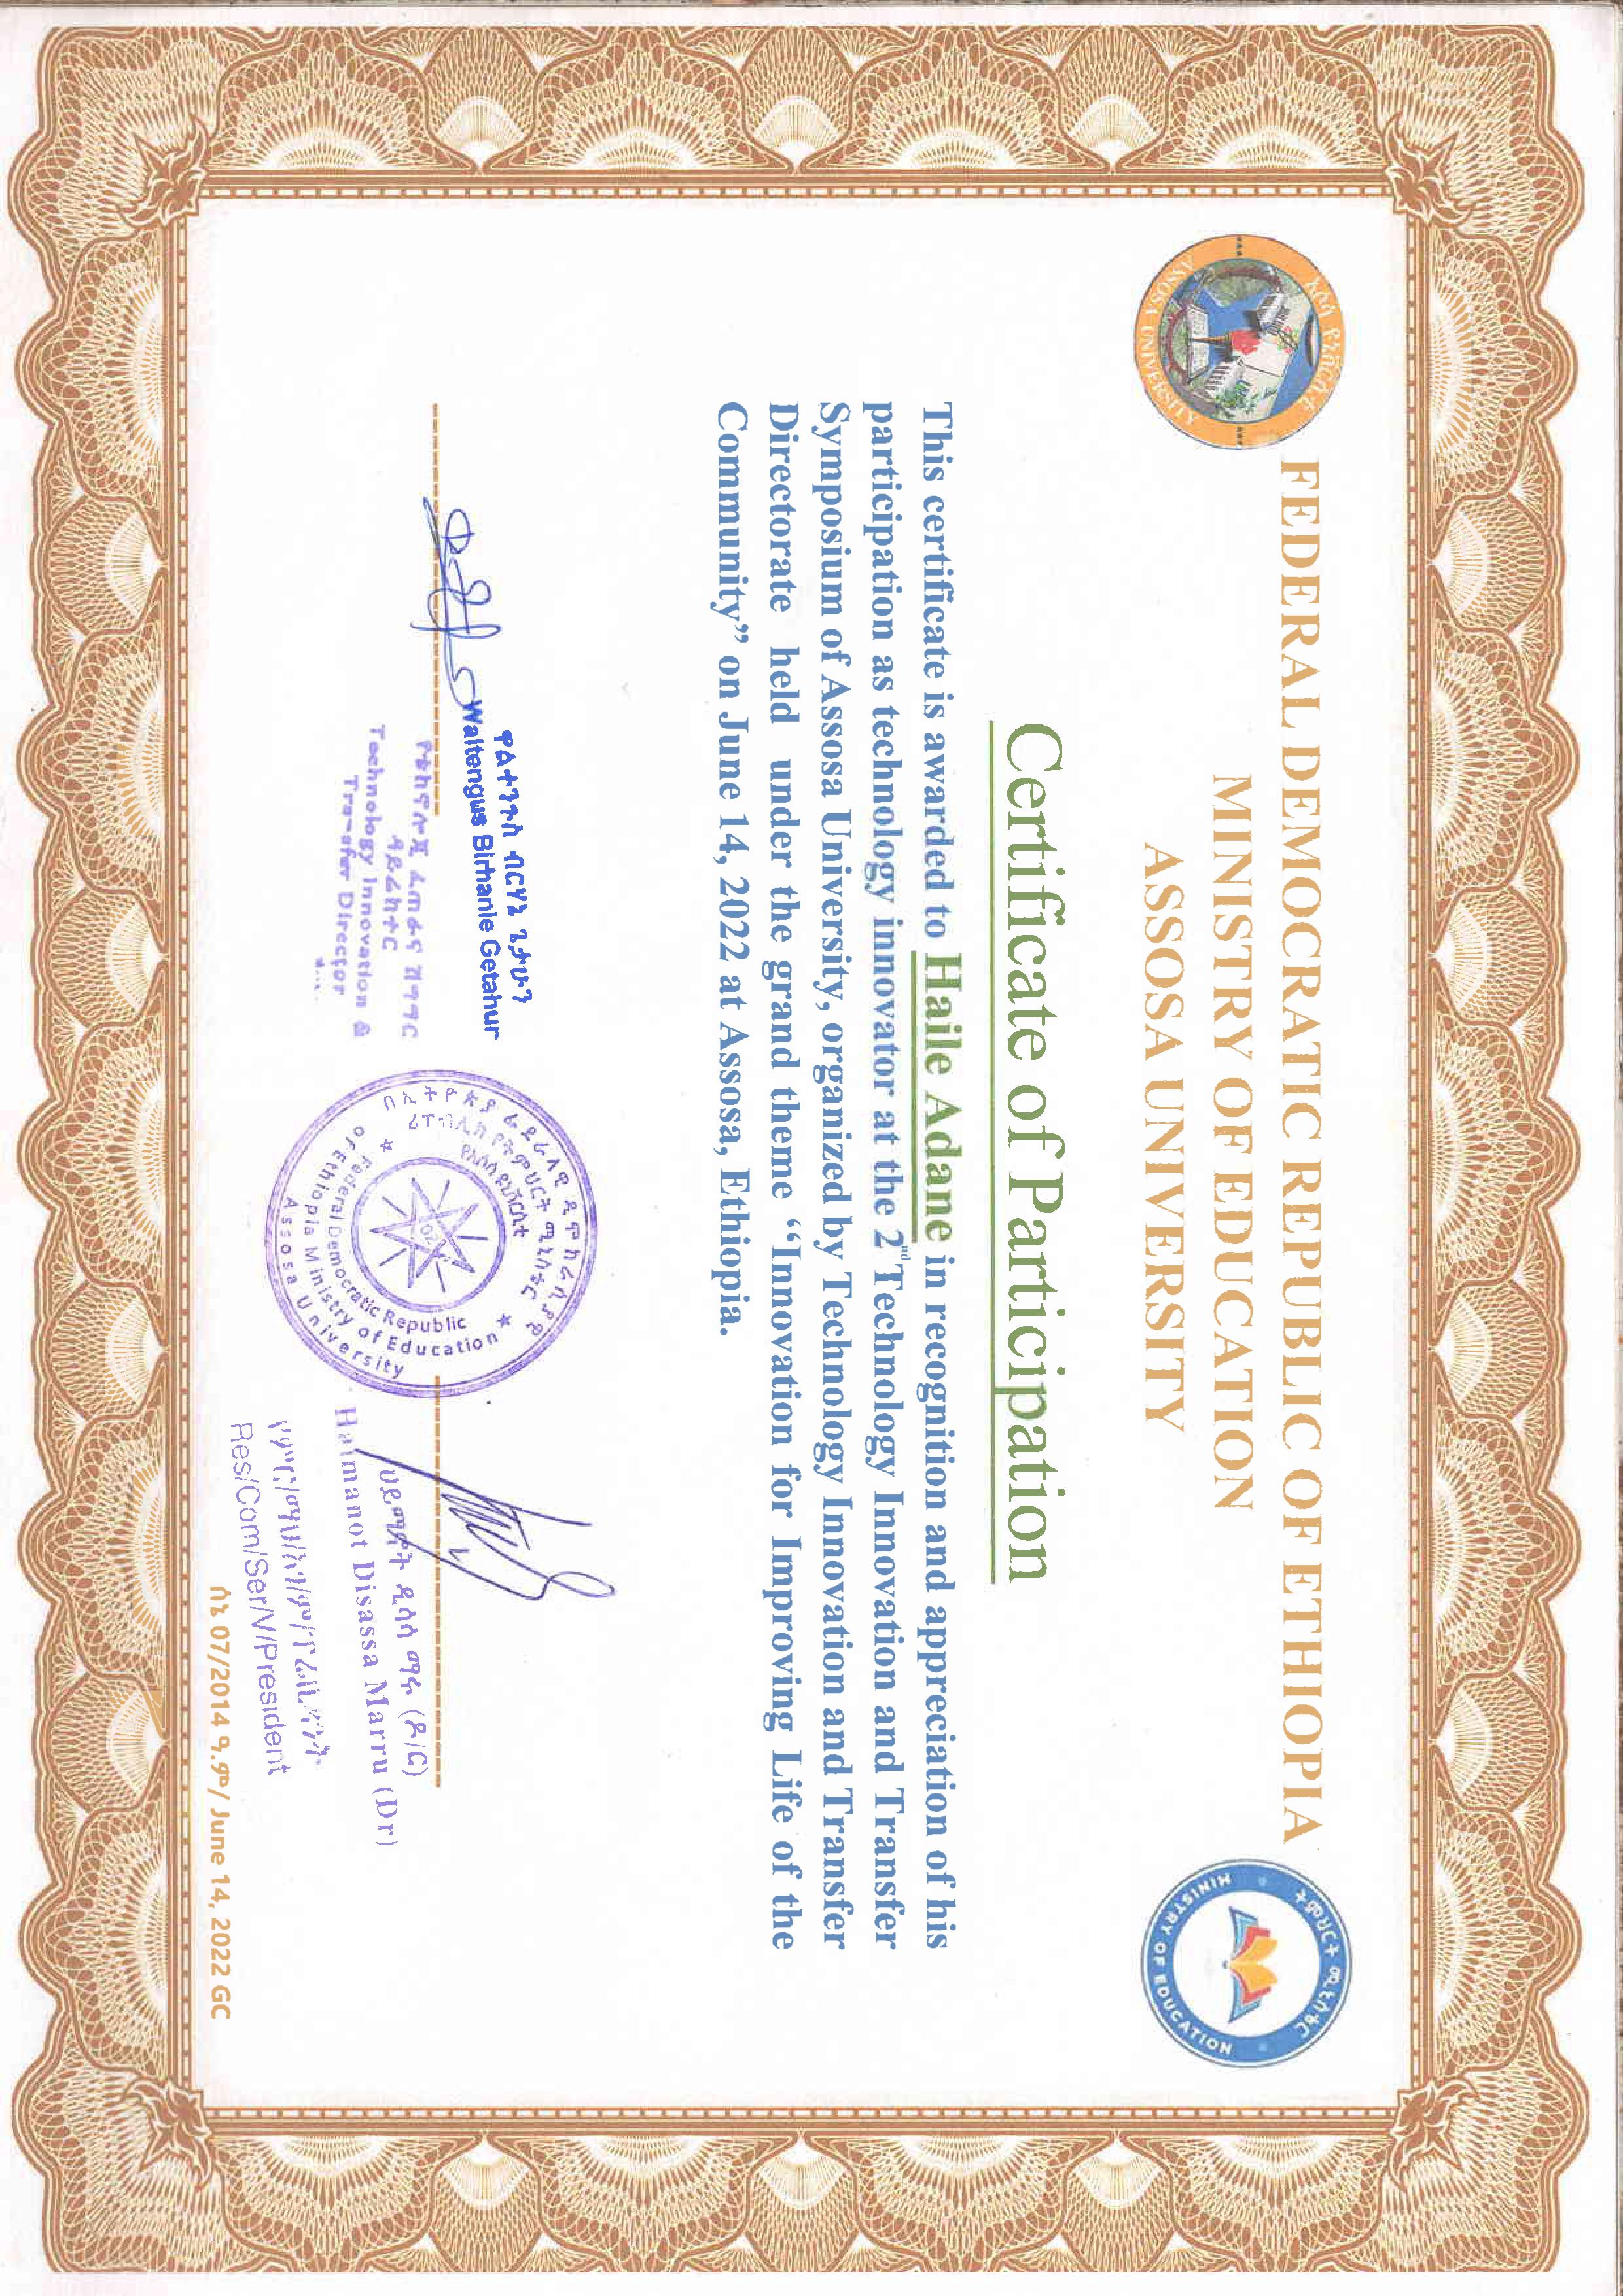 አሶሳ ዩኒቨርሲቲ
ASSOSA UNIVERSITY
FEDERAL DEMOCRATIC REPUBLIC OF ETHIOPIA
MINISTRY OF EDUCATION
ASSOSA UNIVERSITY
ትምህርት ሚኒስቴር
MINISTRY OF EDUCATION
Certificate of Participation
This certificate is awarded to Haile Adane in recognition and appreciation of his
participation as technology innovator at the 2nd Technology Innovation and Transfer
Symposium of Assosa University, organized by Technology Innovation and Transfer
Directorate held under the grand theme ‘‘Innovation for Improving Life of the
Community” on June 14, 2022 at Assosa, Ethiopia.
ዋልተንጉስ ብርሃኔ ጌታሁን
Waltengus Birhanie Getahun
የቴክኖሎጂ ፈጠራና ሽግግር
ዳይሬክተር
Technology Innovation &
Transfer Director
በኢትዮጵያ ፌደራላዊ ዲሞክራሲያዊ
ሪፐብሊክ የትምህርት ሚኒስቴር
የአሶሳ ዩኒቨርሲቲ
Federal Democratic Republic
of Ethiopia Ministry of Education
Assosa University
ሀይማኖት ዲሳሳ ማሩ (ዶ/ር)
Haimanot Disassa Marru (Dr)
የምር/ማህ/አገ/ም/ፕሬዚዳንት
Res/Com/Ser/V/President
ሰኔ 07/2014 ዓ.ም/ June 14, 2022 GC